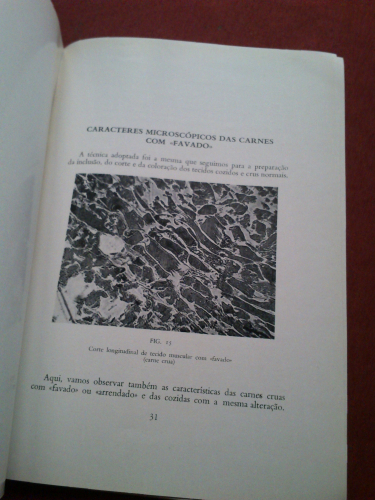 CARACTERES MICROSCÓPICOS DAS CARNES
COM «FAVADO»
A técnica adoptada foi a mesma que seguimos para a preparação
da inclusão, do corte e da coloração dos tecidos cozidos e crus normais.
FIG. 15
Corte longitudinal de tecido muscular com «favado»
(carne crua)
Aqui, vamos observar também as características das carnes cruas
com «favado» ou «arrendado» e das cozidas com a mesma alteração.
31